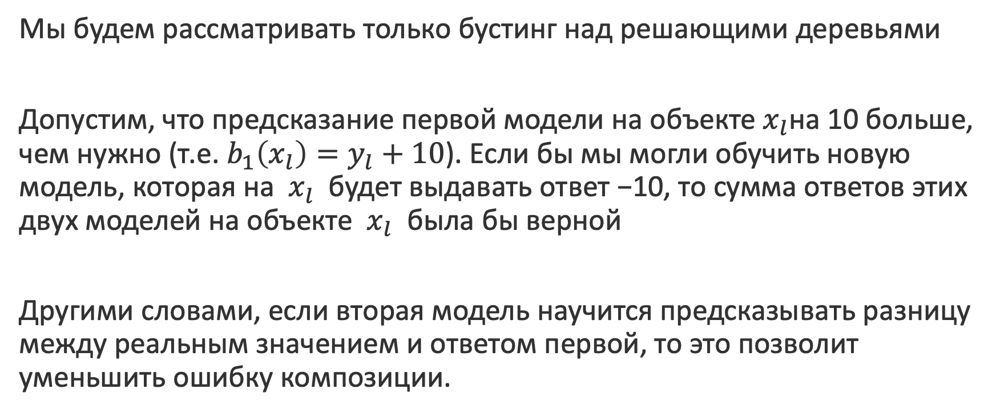 Мы будем рассматривать только бустинг над решающими деревьями
Допустим, что предсказание первой модели на объекте x_l на 10 больше,
чем нужно (т.е. b_1(x_l) = y_l + 10). Если бы мы могли обучить новую
модель, которая на x_l будет выдавать ответ −10, то сумма ответов этих
двух моделей на объекте x_l была бы верной
Другими словами, если вторая модель научится предсказывать разницу
между реальным значением и ответом первой, то это позволит
уменьшить ошибку композиции.